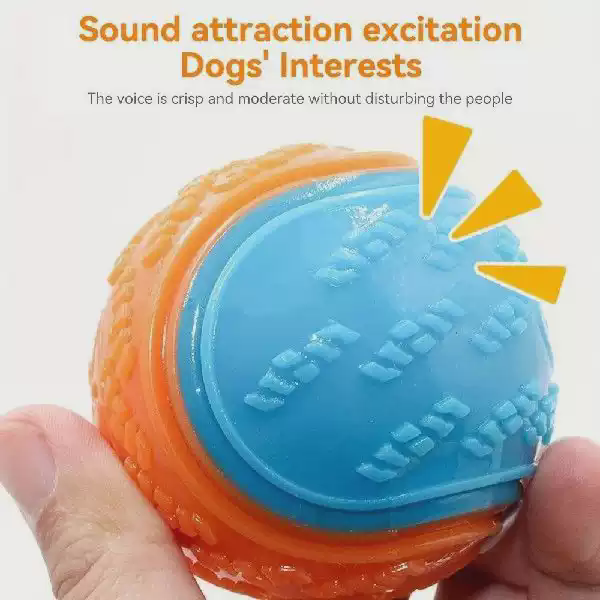 Sound attraction excitation
Dogs' Interests
The voice is crisp and moderate without disturbing the people